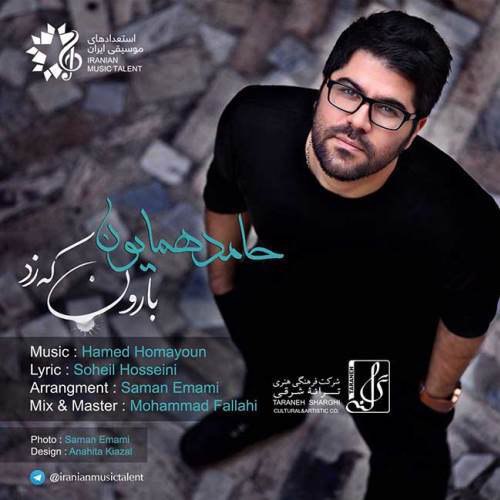 استعدادهای
موسیقی ایران
IRANIAN
MUSIC TALENT
حامد همایون
بارون که زد
Music : Hamed Homayoun
Lyric : Soheil Hosseini
Arrangment : Saman Emami
Mix & Master : Mohammad Fallahi
شرکت فرهنگی هنری
ترانه شرقی
TARANEH SHARGHI
CULTURAL&ARTISTIC CO.
TARANEH
Photo : Saman Emami
Design : Anahita Kiazal
@iranianmusictalent